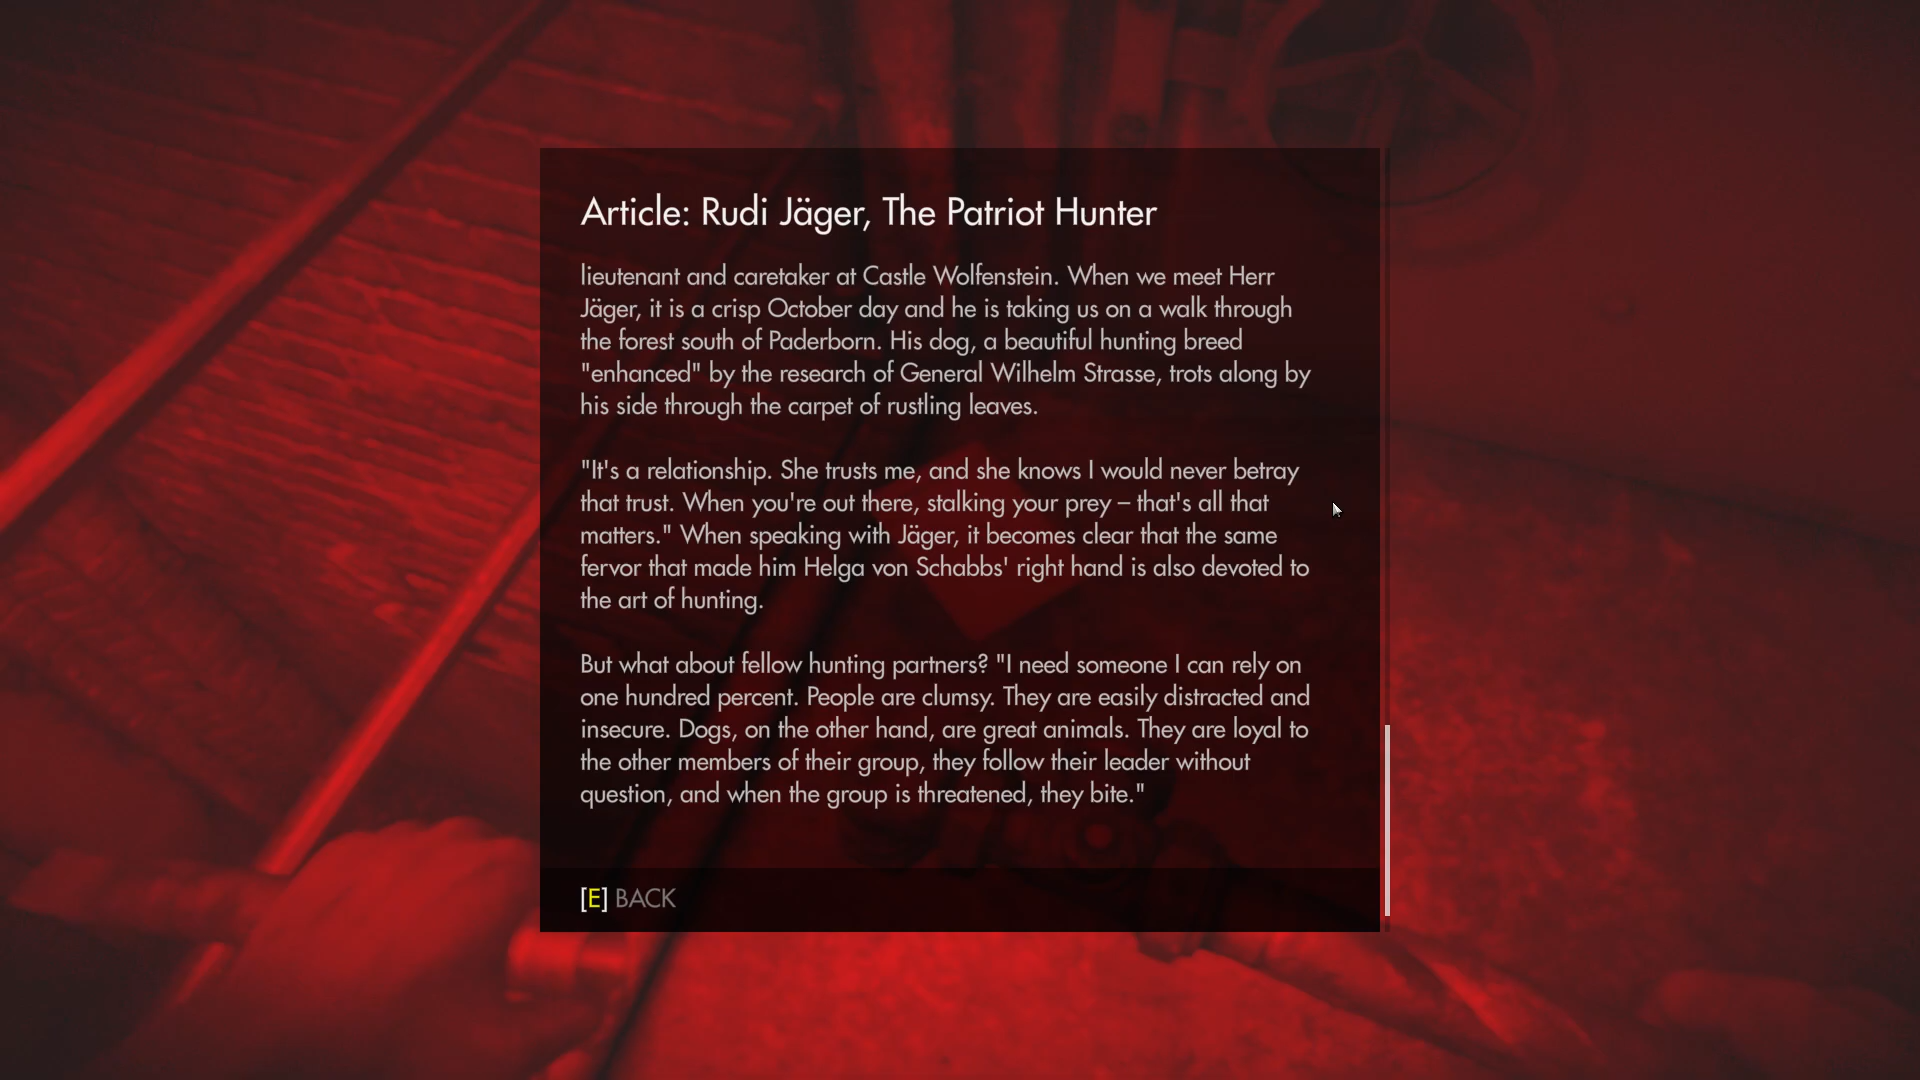 Article: Rudi Jäger, The Patriot Hunter
lieutenant and caretaker at Castle Wolfenstein. When we meet Herr
Jäger, it is a crisp October day and he is taking us on a walk through
the forest south of Paderborn. His dog, a beautiful hunting breed
"enhanced" by the research of General Wilhelm Strasse, trots along by
his side through the carpet of rustling leaves.
"It's a relationship. She trusts me, and she knows I would never betray
that trust. When you're out there, stalking your prey – that's all that
matters." When speaking with Jäger, it becomes clear that the same
fervor that made him Helga von Schabbs' right hand is also devoted to
the art of hunting.
But what about fellow hunting partners? "I need someone I can rely on
one hundred percent. People are clumsy. They are easily distracted and
insecure. Dogs, on the other hand, are great animals. They are loyal to
the other members of their group, they follow their leader without
question, and when the group is threatened, they bite."
[E] BACK